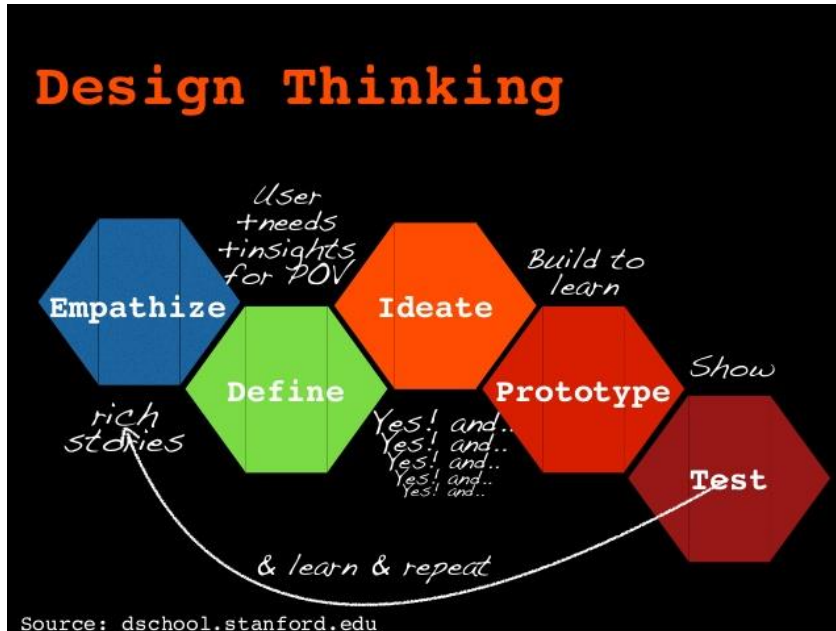 Design Thinking
User
+needs
+insights
for POV
Empathize
Ideate
Build to
learn
Define
Prototype
Show
rich
stories
Yes! and..
Yes! and..
Yes! and..
Yes! and..
Yes! and..
Test
& learn & repeat
Source: dschool.stanford.edu